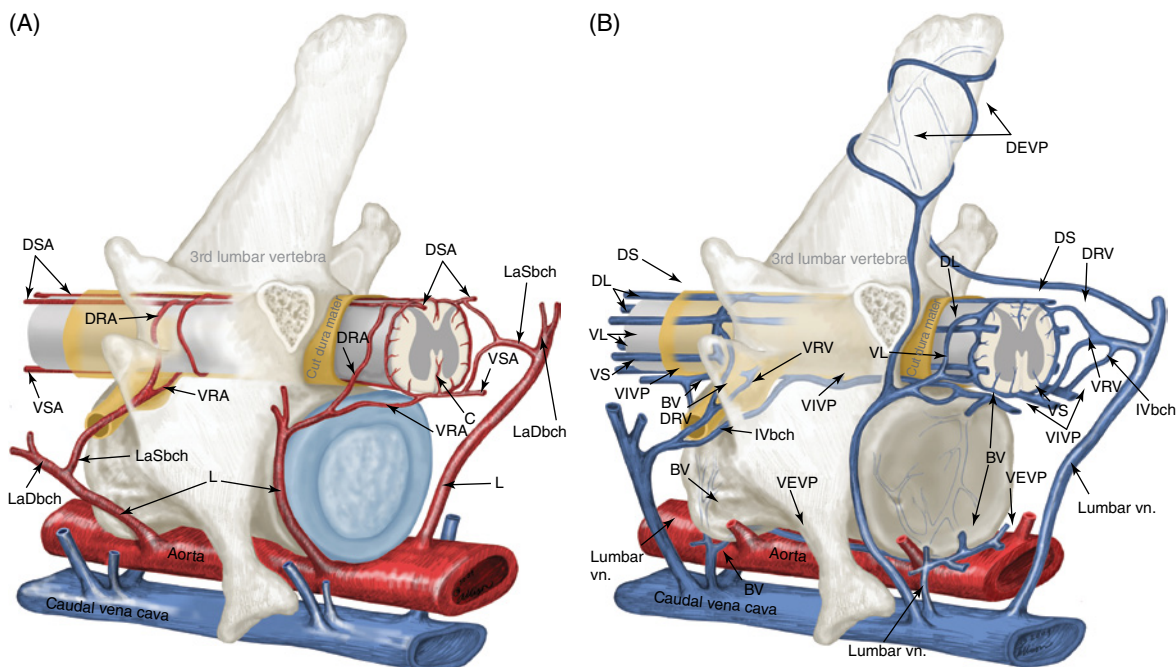 (A)
DSA
3rd lumbar vertebra
DSA
LaSbch
DRA
Cut dura mater
DRA
VSA
VSA
VRA
C
VRA
LaDbch
LaSbch
LaDbch
L
L
Aorta
Caudal vena cava
(B)
DEVP
DS
DS
DRV
3rd lumbar vertebra
DL
DL
VL
VL
Cut dura mater
VRV
VS
VIVP
BV
DRV
VIVP
VRV
VS
IVbch
VIVP
IVbch
BV
VEVP
BV
VEVP
Lumbar vn.
Lumbar
vn.
Aorta
BV
Caudal vena cava
Lumbar vn.